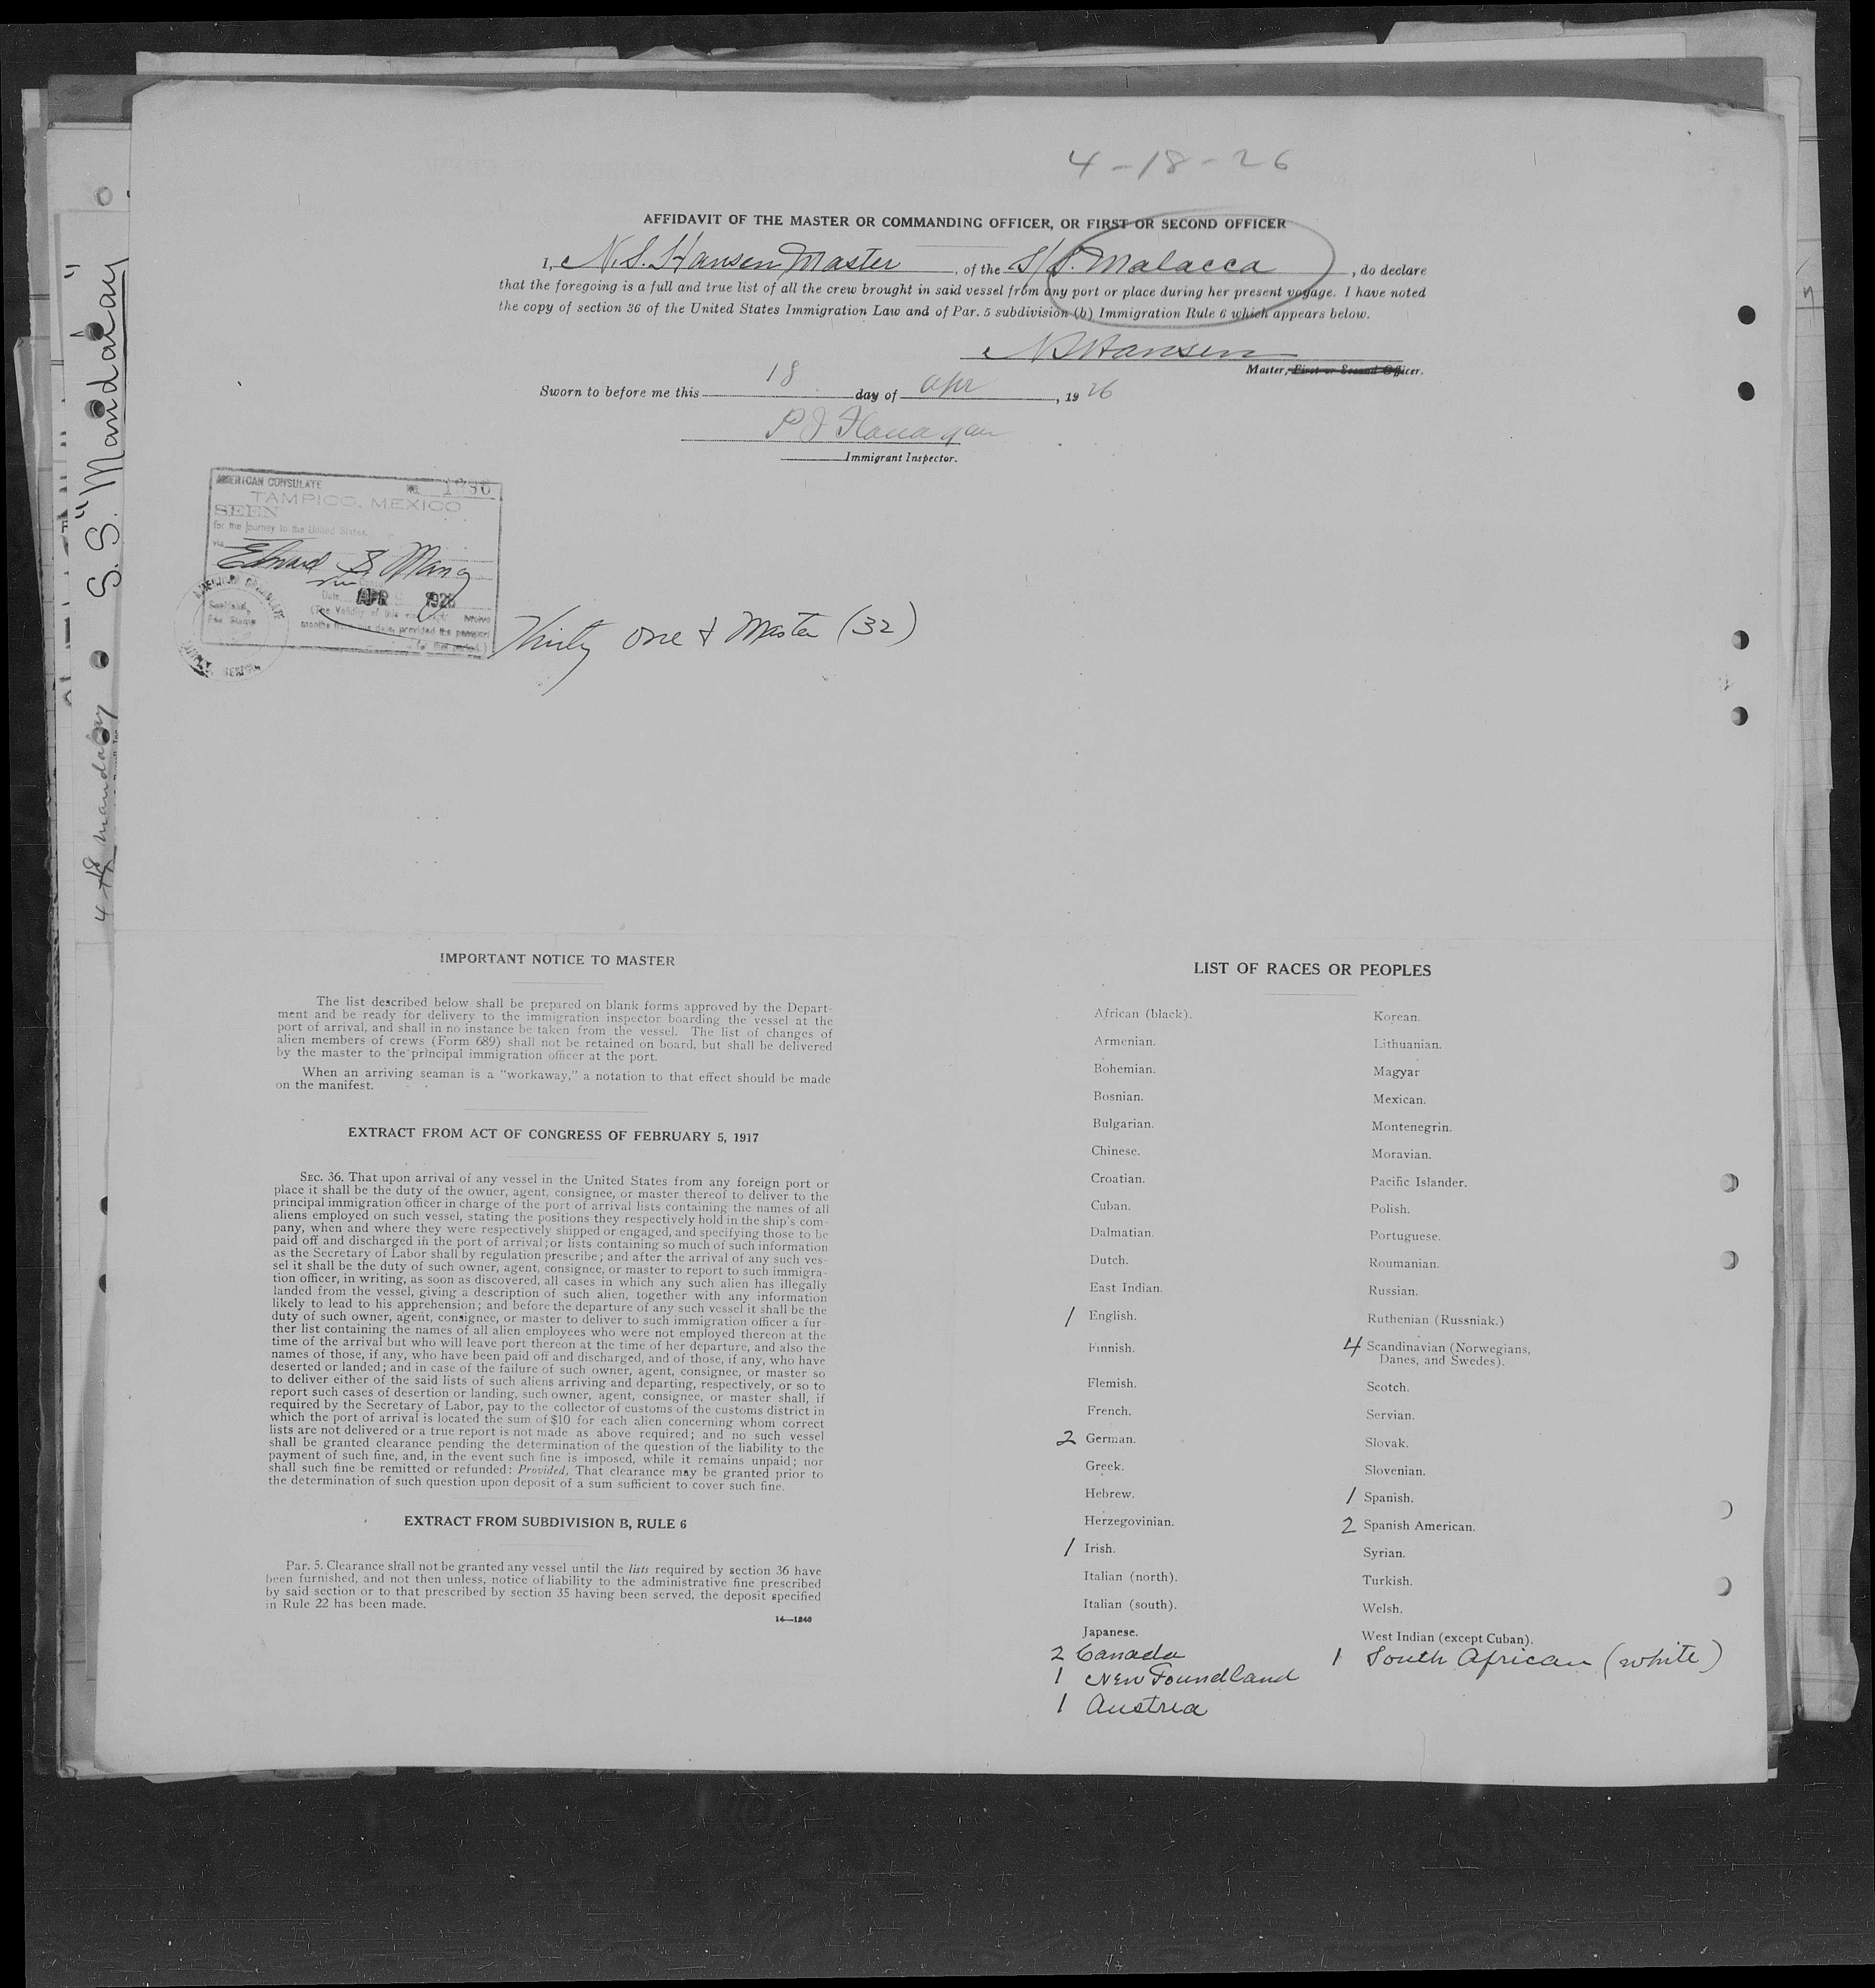 4-18-26
AFFIDAVIT OF THE MASTER OR COMMANDING OFFICER, OR FIRST OR SECOND OFFICER
I, N. S. Hansen Master, of the S/S. Malacca, do declare
that the foregoing is a full and true list of all the crew brought in said vessel from any port or place during her present voyage. I have noted
the copy of section 36 of the United States Immigration Law and of Par. 5 subdivision (b) Immigration Rule 6 which appears below.
NSHansen
Master, First or Second Officer.
Sworn to before me this 18 day of Apr, 1926
P J Flanagan
Immigrant Inspector.
AMERICAN CONSULATE
TAMPICO, MEXICO
SEEN
for the journey to the United States.
via
APR 1926
Thirty one & Master (32)
S.S. "Mandalay"
4-18 Mandalay
IMPORTANT NOTICE TO MASTER
The list described below shall be prepared on blank forms approved by the Depart-
ment and be ready for delivery to the immigration inspector boarding the vessel at the
port of arrival, and shall in no instance be taken from the vessel. The list of changes of
alien members of crews (Form 689) shall not be retained on board, but shall be delivered
by the master to the principal immigration officer at the port.
When an arriving seaman is a "workaway," a notation to that effect should be made
on the manifest.
EXTRACT FROM ACT OF CONGRESS OF FEBRUARY 5, 1917
SEC. 36. That upon arrival of any vessel in the United States from any foreign port or
place it shall be the duty of the owner, agent, consignee, or master thereof to deliver to the
principal immigration officer in charge of the port of arrival lists containing the names of all
aliens employed on such vessel, stating the positions they respectively hold in the ship's com-
pany, when and where they were respectively shipped or engaged, and specifying those to be
paid off and discharged in the port of arrival; or lists containing so much of such information
as the Secretary of Labor shall by regulation prescribe; and after the arrival of any such ves-
sel it shall be the duty of such owner, agent, consignee, or master to report to such immigra-
tion officer, in writing, as soon as discovered, all cases in which any such alien has illegally
landed from the vessel, giving a description of such alien, together with any information
likely to lead to his apprehension; and before the departure of any such vessel it shall be the
duty of such owner, agent, consignee, or master to deliver to such immigration officer a fur-
ther list containing the names of all alien employees who were not employed thereon at the
time of the arrival but who will leave port thereon at the time of her departure, and also the
names of those, if any, who have been paid off and discharged, and of those, if any, who have
deserted or landed; and in case of the failure of such owner, agent, consignee, or master so
to deliver either of the said lists of such aliens arriving and departing, respectively, or so to
report such cases of desertion or landing, such owner, agent, consignee, or master shall, if
required by the Secretary of Labor, pay to the collector of customs of the customs district in
which the port of arrival is located the sum of $10 for each alien concerning whom correct
lists are not delivered or a true report is not made as above required; and no such vessel
shall be granted clearance pending the determination of the question of the liability to the
payment of such fine, and, in the event such fine is imposed, while it remains unpaid; nor
shall such fine be remitted or refunded: Provided, That clearance may be granted prior to
the determination of such question upon deposit of a sum sufficient to cover such fine.
EXTRACT FROM SUBDIVISION B, RULE 6
Par. 5. Clearance shall not be granted any vessel until the lists required by section 36 have
been furnished, and not then unless, notice of liability to the administrative fine prescribed
by said section or to that prescribed by section 35 having been served, the deposit specified
in Rule 22 has been made.
14—1240
LIST OF RACES OR PEOPLES
African (black).
Armenian.
Bohemian.
Bosnian.
Bulgarian.
Chinese.
Croatian.
Cuban.
Dalmatian.
Dutch.
East Indian.
1 English.
Finnish.
Flemish.
French.
2 German.
Greek.
Hebrew.
Herzegovinian.
1 Irish.
Italian (north).
Italian (south).
Japanese.
2 Canada
1 New Foundland
1 Austria
Korean.
Lithuanian.
Magyar
Mexican.
Montenegrin.
Moravian.
Pacific Islander.
Polish.
Portuguese.
Roumanian.
Russian.
Ruthenian (Russniak.)
4 Scandinavian (Norwegians,
Danes, and Swedes).
Scotch.
Servian.
Slovak.
Slovenian.
1 Spanish.
2 Spanish American.
Syrian.
Turkish.
Welsh.
West Indian (except Cuban).
1 South African (white)